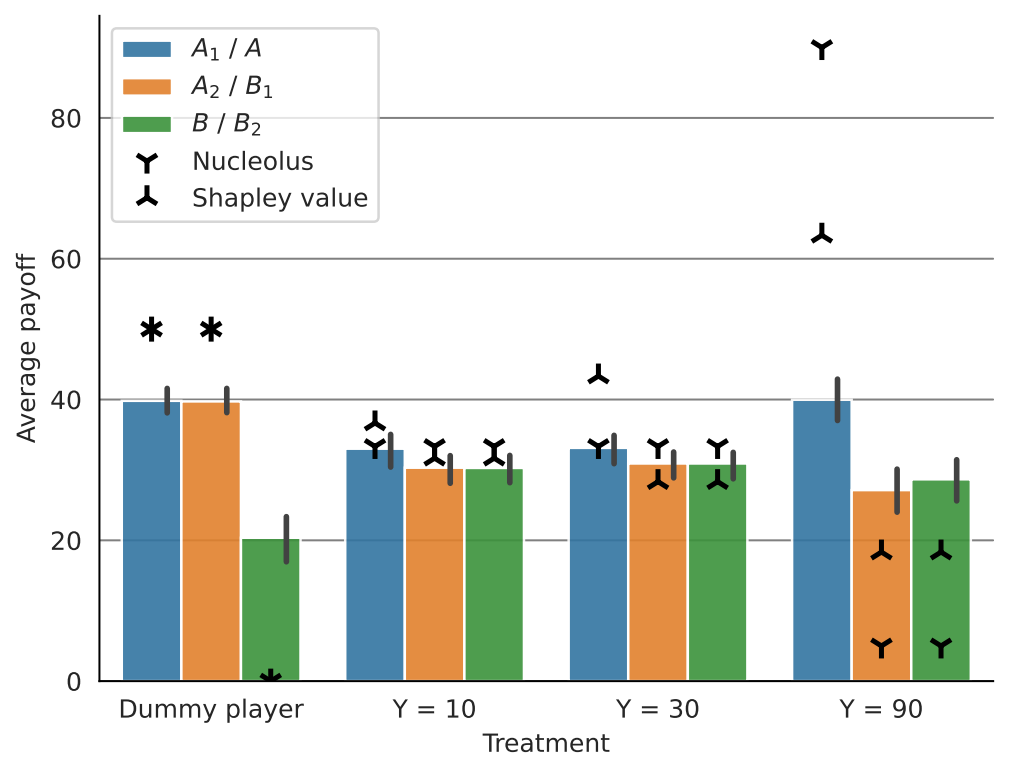 A₁ / A
A₂ / B₁
B / B₂
Nucleolus
Shapley value
Average payoff
80
60
40
20
0
Dummy player Y = 10 Y = 30 Y = 90
Treatment